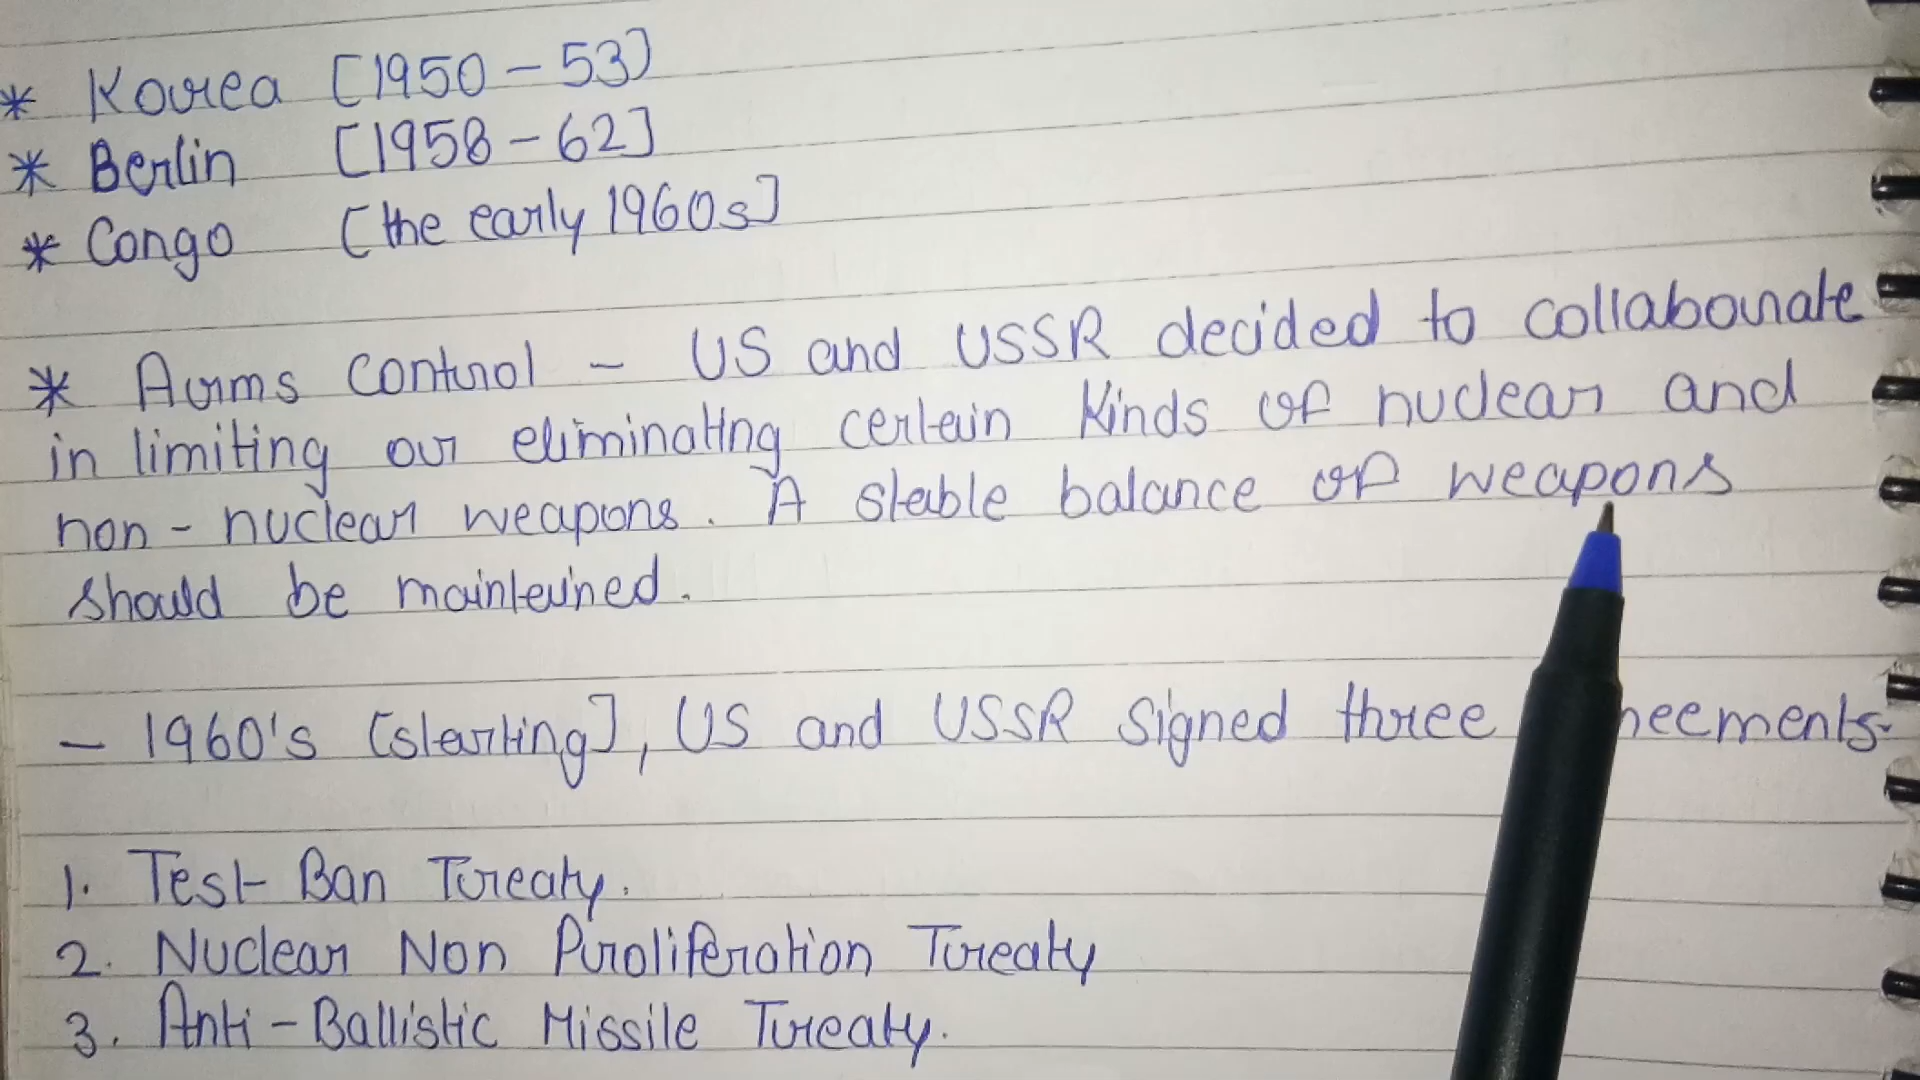 * Korea [1950 - 53]
* Berlin [1958 - 62]
* Congo [the early 1960s]
* Arms control - US and USSR decided to collaborate
in limiting or eliminating certain kinds of nuclear and
non - nuclear weapons. A stable balance of weapons
should be maintained.
- 1960's [starting], US and USSR signed three reements.
1. Test Ban Treaty.
2. Nuclear Non Proliferation Treaty
3. Anti - Ballistic Missile Treaty.